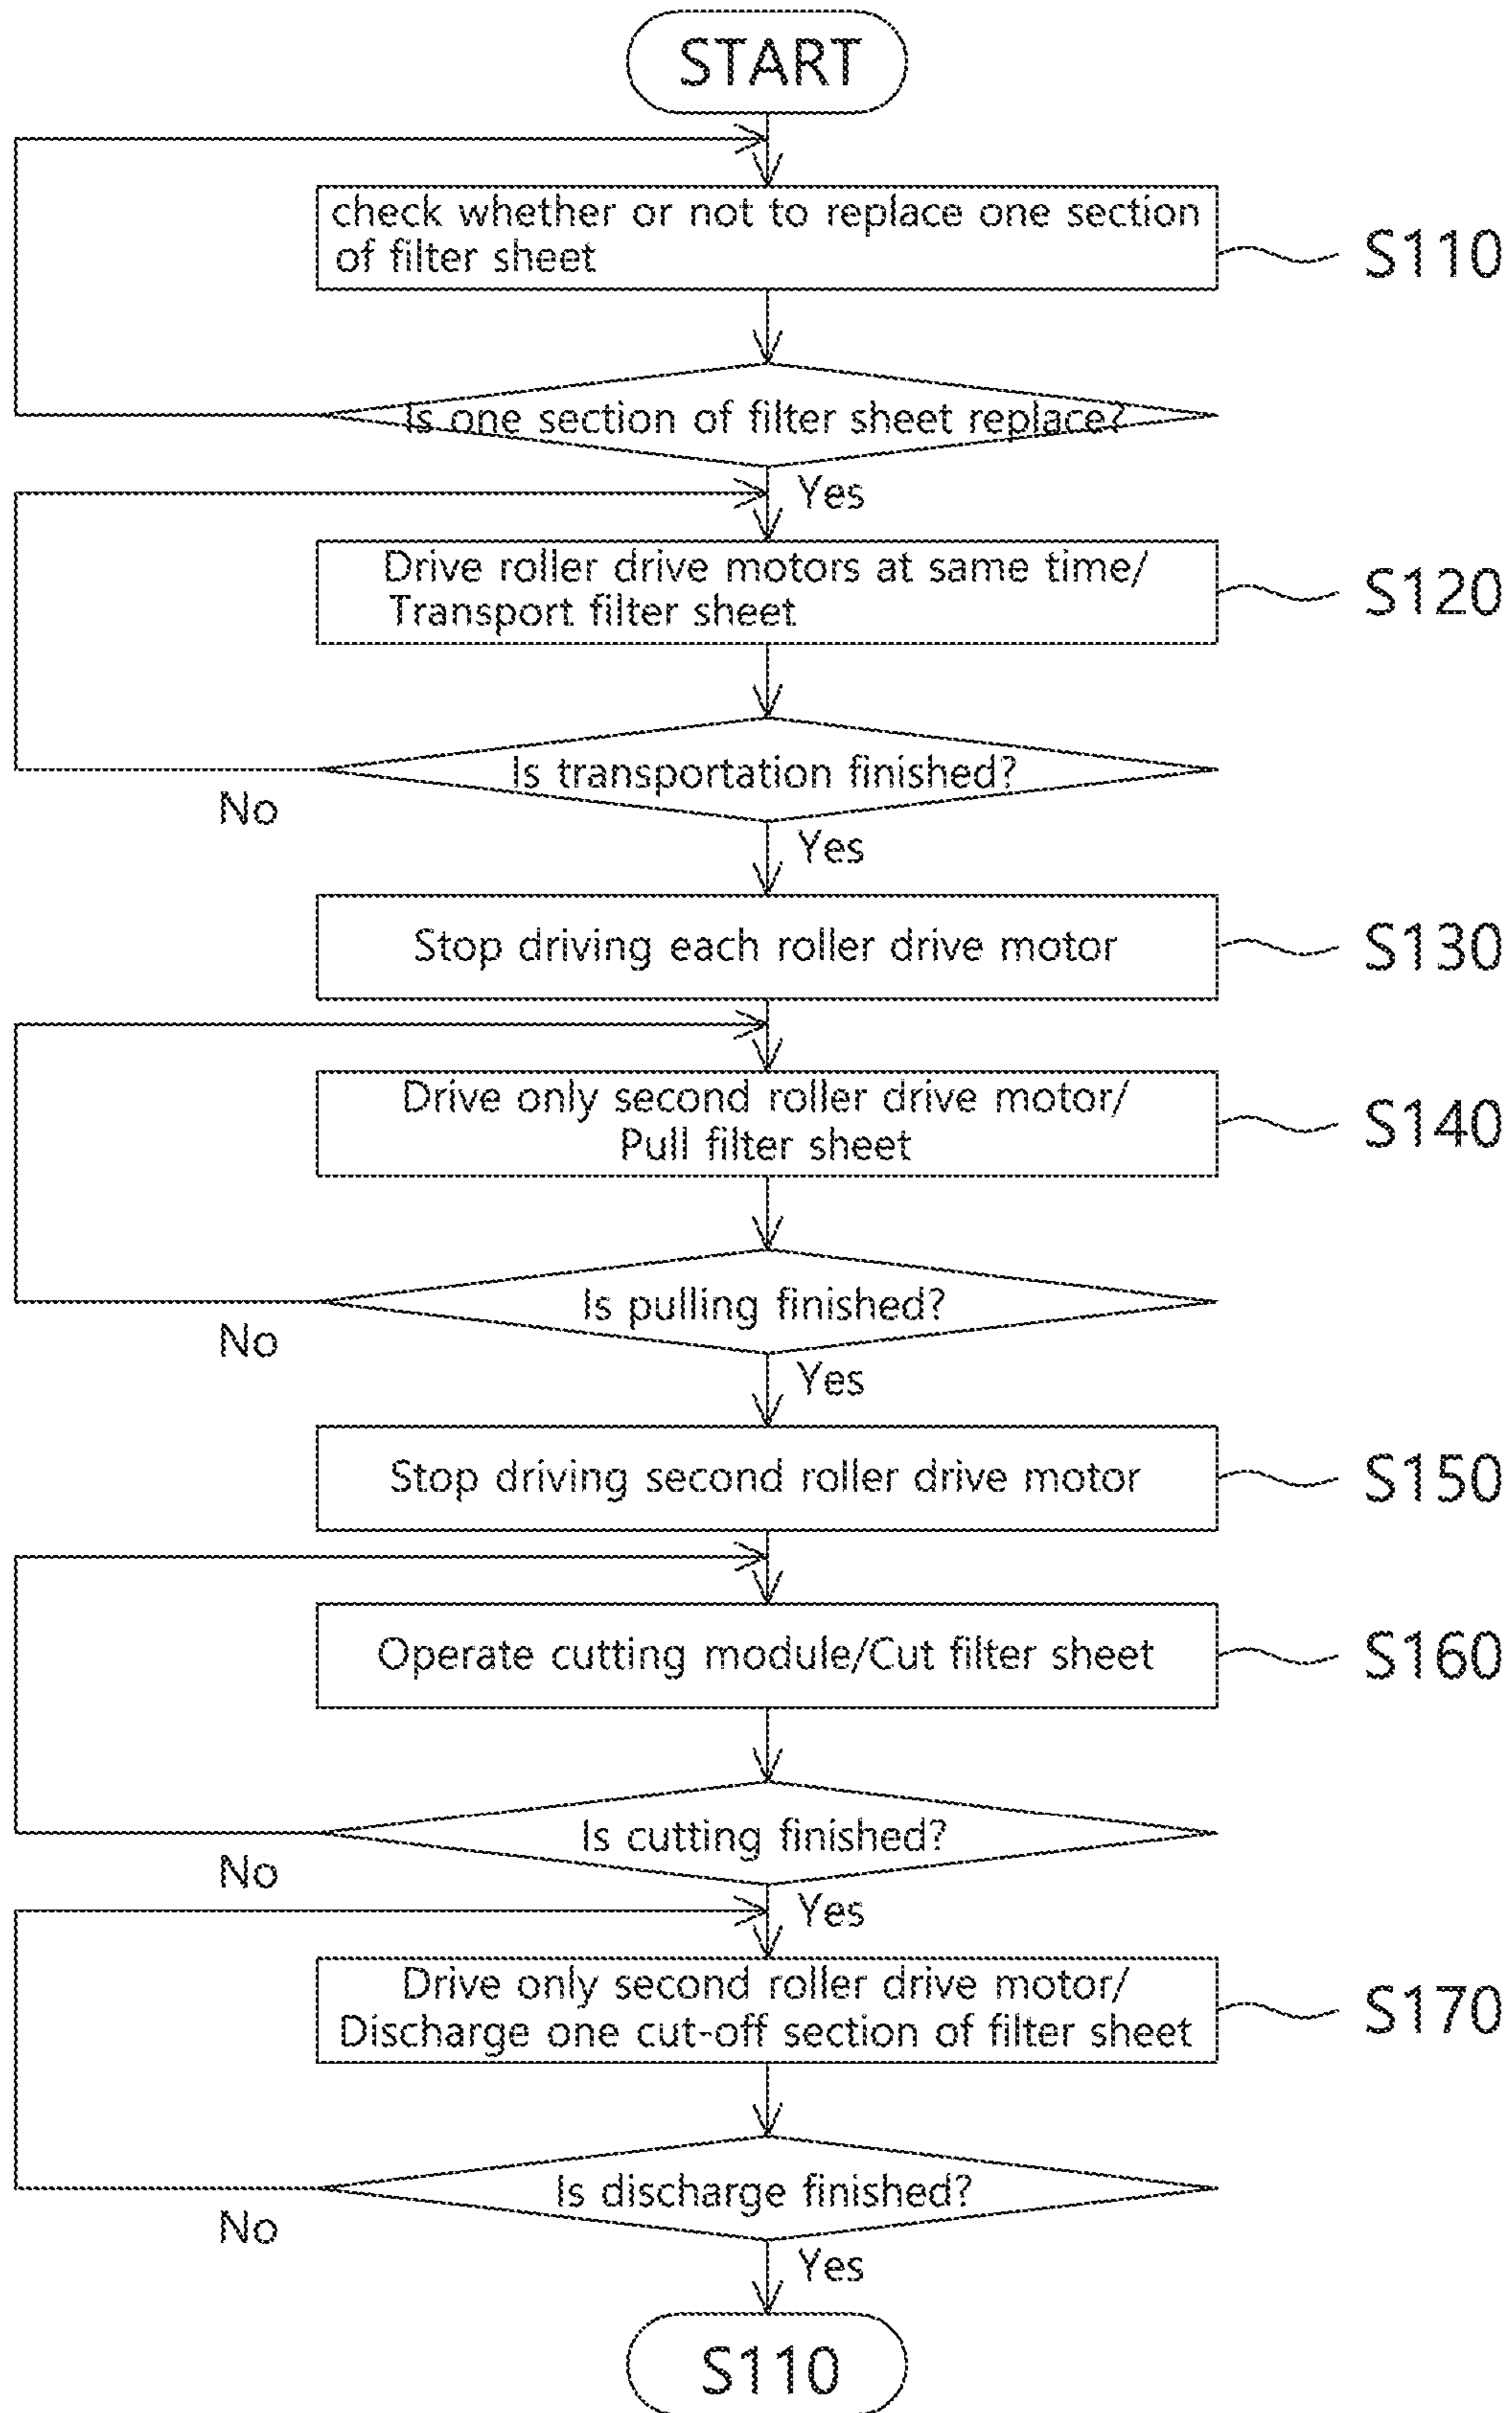 START
check whether or not to replace one section
of filter sheet
S110
Is one section of filter sheet replace?
Yes
Drive roller drive motors at same time/
Transport filter sheet
S120
Is transportation finished?
No
Yes
Stop driving each roller drive motor
S130
Drive only second roller drive motor/
Pull filter sheet
S140
Is pulling finished?
No
Yes
Stop driving second roller drive motor
S150
Operate cutting module/Cut filter sheet
S160
Is cutting finished?
No
Yes
Drive only second roller drive motor/
Discharge one cut-off section of filter sheet
S170
Is discharge finished?
No
Yes
S110